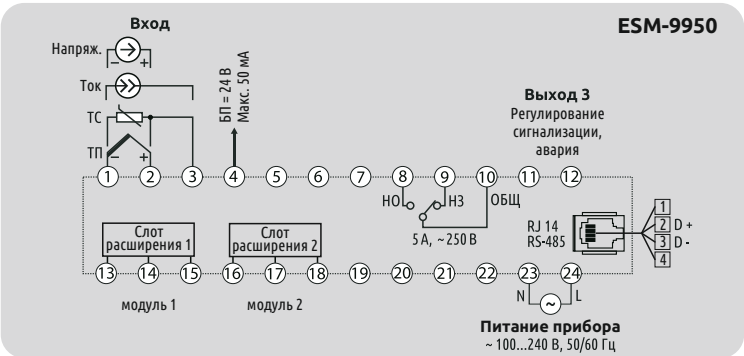 ESM-9950
Вход
Напряж.
– +
Ток
ТС
ТП
– +
БП = 24 В
Макс. 50 мА
Выход 3
Регулирование
сигнализации,
авария
1 2 3 4 5 6 7 8 9 10 11 12
НО
НЗ
ОБЩ
5 А, ~250 В
Слот
расширения 1
Слот
расширения 2
RJ 14
RS-485
1
2 D +
3 D -
4
13 14 15 16 17 18 19 20 21 22 23 24
модуль 1
модуль 2
N ~ L
Питание прибора
~ 100...240 В, 50/60 Гц